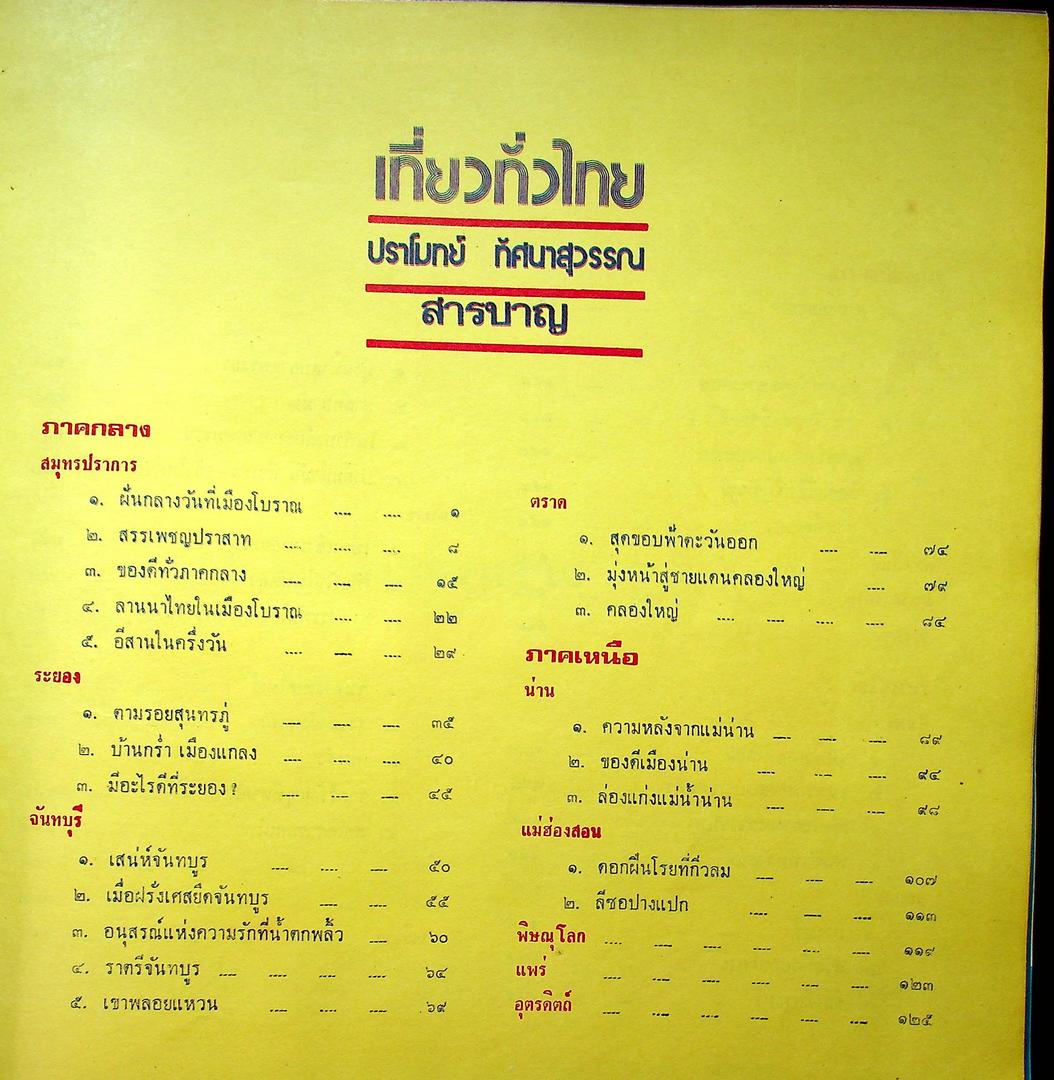 เที่ยวทั่วไทย
ปราโมทย์ ทัศนาสุวรรณ
สารบาญ
ภาคกลาง
สมุทรปราการ
๑. ฝันกลางวันที่เมืองโบราณ .... .... ๑
๒. สรรเพชญปราสาท .... .... .... ๘
๓. ของดีทั่วภาคกลาง .... .... .... ๑๕
๔. ลานนาไทยในเมืองโบราณ .... .... ๒๒
๕. อีสานในครึ่งวัน .... .... .... ๒๙
ระยอง
๑. ตามรอยสุนทรภู่ .... .... .... ๓๕
๒. บ้านกร่ำ เมืองแกลง .... .... .... ๔๐
๓. มีอะไรดีที่ระยอง? .... .... .... ๔๕
จันทบุรี
๑. เสน่ห์จันทบูร .... .... .... ๕๐
๒. เมื่อฝรั่งเศสยึดจันทบูร .... .... ๕๕
๓. อนุสรณ์แห่งความรักที่น้ำตกพลิ้ว .... ๖๐
๔. ราตรีจันทบูร .... .... .... .... ๖๔
๕. เขาพลอยแหวน .... .... .... ๖๙
ตราด
๑. สุดขอบฟ้าตะวันออก .... .... ๗๔
๒. มุ่งหน้าสู่ชายแดนคลองใหญ่ .... ๗๙
๓. คลองใหญ่ .... .... .... .... ๘๔
ภาคเหนือ
น่าน
๑. ความหลังจากแม่น่าน .... .... .... ๘๙
๒. ของดีเมืองน่าน .... .... .... ๙๔
๓. ล่องแก่งแม่น้ำน่าน .... .... .... ๙๘
แม่ฮ่องสอน
๑. ดอกฝิ่นโรยที่กิ่วลม .... .... .... ๑๐๗
๒. ลีซอปางแปก .... .... .... ๑๑๓
พิษณุโลก .... .... .... .... .... .... ๑๑๙
แพร่ .... .... .... .... .... .... ๑๒๓
อุตรดิตถ์ .... .... .... .... .... .... ๑๒๕